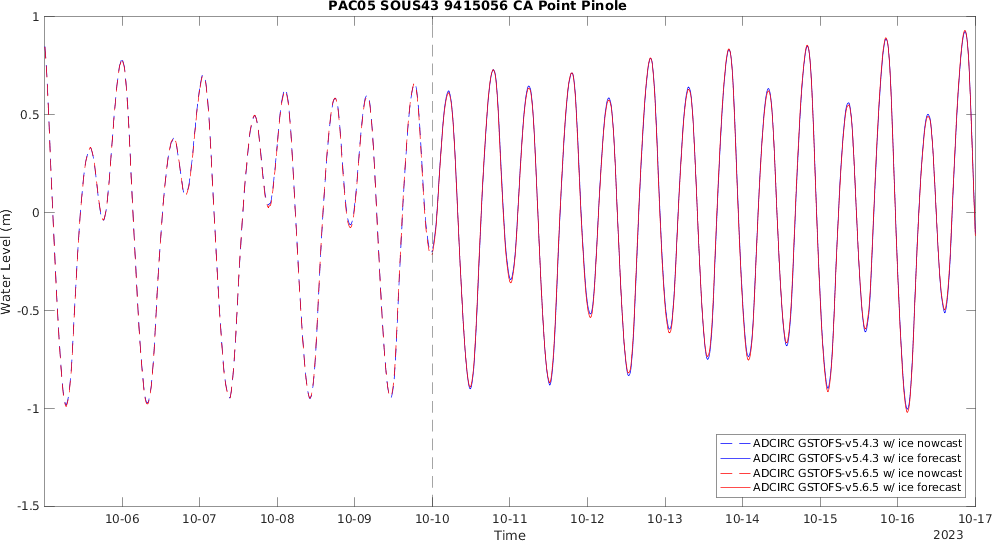 PAC05 SOUS43 9415056 CA Point Pinole
1
0.5
0
-0.5
-1
-1.5
Water Level (m)
10-06
10-07
10-08
10-09
10-10
10-11
10-12
10-13
10-14
10-15
10-16
10-17
Time
2023
ADCIRC GSTOFS-v5.4.3 w/ ice nowcast
ADCIRC GSTOFS-v5.4.3 w/ ice forecast
ADCIRC GSTOFS-v5.6.5 w/ ice nowcast
ADCIRC GSTOFS-v5.6.5 w/ ice forecast